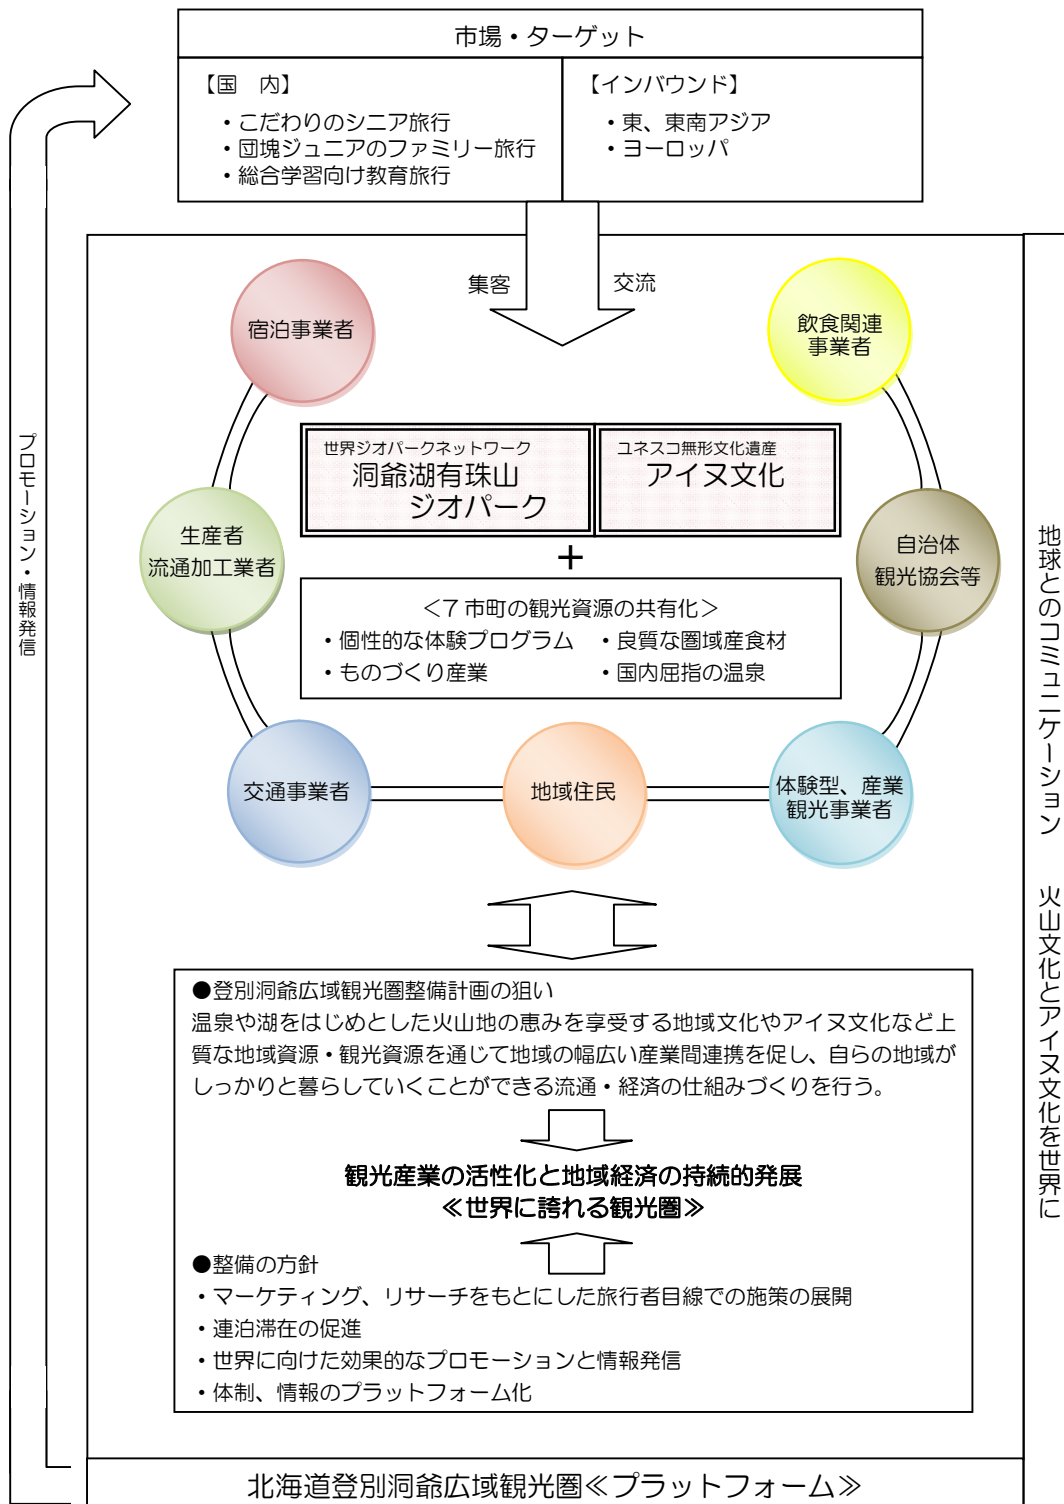 市場・ターゲット
【国　内】
・こだわりのシニア旅行
・団塊ジュニアのファミリー旅行
・総合学習向け教育旅行
【インバウンド】
・東、東南アジア
・ヨーロッパ
集客
交流
プロモーション・情報発信
宿泊事業者
飲食関連
事業者
世界ジオパークネットワーク
洞爺湖有珠山
ジオパーク
ユネスコ無形文化遺産
アイヌ文化
生産者
流通加工業者
＋
自治体
観光協会等
＜7 市町の観光資源の共有化＞
・個性的な体験プログラム
・良質な圏域産食材
・ものづくり産業
・国内屈指の温泉
交通事業者
地域住民
体験型、産業
観光事業者
●登別洞爺広域観光圏整備計画の狙い
温泉や湖をはじめとした火山地の恵みを享受する地域文化やアイヌ文化など上
質な地域資源・観光資源を通じて地域の幅広い産業間連携を促し、自らの地域が
しっかりと暮らしていくことができる流通・経済の仕組みづくりを行う。
観光産業の活性化と地域経済の持続的発展
≪世界に誇れる観光圏≫
●整備の方針
・マーケティング、リサーチをもとにした旅行者目線での施策の展開
・連泊滞在の促進
・世界に向けた効果的なプロモーションと情報発信
・体制、情報のプラットフォーム化
地球とのコミュニケーション　火山文化とアイヌ文化を世界に
北海道登別洞爺広域観光圏≪プラットフォーム≫